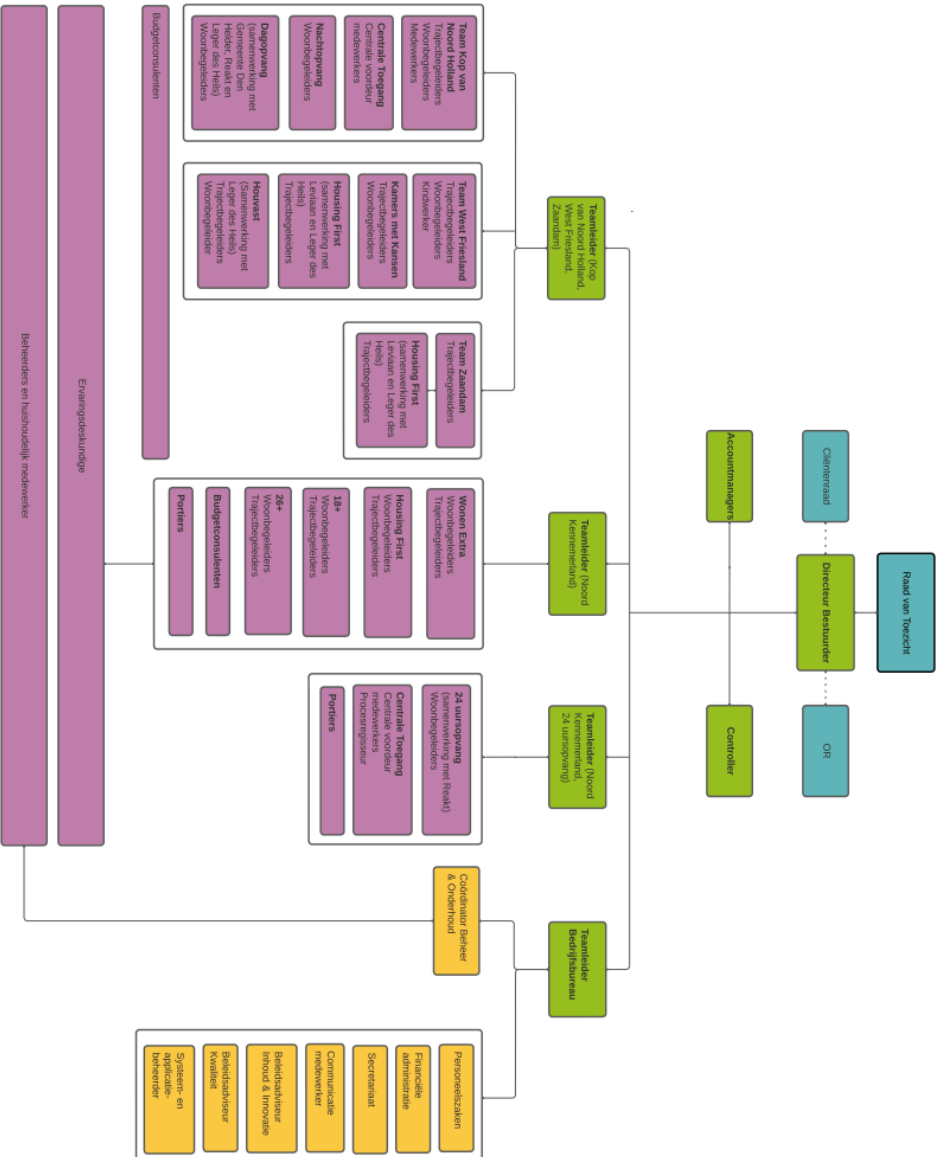 Raad van Toezicht
Cliëntenraad
Directeur Bestuurder
OR
Accountmanagers
Controller
Teamleider (Kop
van Noord Holland,
West Friesland,
Zaandam)
Teamleider (Noord
Kennemerland)
Teamleider (Noord
Kennemerland,
24 uursopvang)
Teamleider
Bedrijfsbureau
Team Kop van
Noord Holland
Trajectbegeleiders
Woonbegeleiders
Medewerkers
Centrale Toegang
Centrale voordeur
medewerkers
Nachtopvang
Woonbegeleiders
Dagopvang
(samenwerking met
Gemeente Den
Helder, Reakt en
Leger des Heils)
Woonbegeleiders
Team West Friesland
Trajectbegeleiders
Woonbegeleiders
Kindwerker
Kamers met Kansen
Trajectbegeleiders
Woonbegeleiders
Housing First
(samenwerking met
Leviaan en Leger des
Heils)
Trajectbegeleiders
Houvast
(Samenwerking met
Leger des Heils)
Trajectbegeleiders
Woonbegeleider
Team Zaandam
Trajectbegeleiders
Housing First
(samenwerking met
Leviaan en Leger des
Heils)
Trajectbegeleiders
Wonen Extra
Woonbegeleiders
Trajectbegeleiders
Housing First
Woonbegeleiders
Trajectbegeleiders
18+
Woonbegeleiders
Trajectbegeleiders
26+
Woonbegeleiders
Trajectbegeleiders
Budgetconsulenten
Portiers
24 uursopvang
(samenwerking met Reakt)
Woonbegeleiders
Centrale Toegang
Centrale voordeur
medewerkers
Procesregisseur
Portiers
Coördinator Beheer
& Onderhoud
Personeelszaken
Financiële
administratie
Secretariaat
Communicatie
medewerker
Beleidsadviseur
Inhoud & Innovatie
Beleidsadviseur
Kwaliteit
Systeem- en
applicatie-
beheerder
Budgetconsulenten
Ervaringsdeskundige
Beheerders en huishoudelijk medewerker